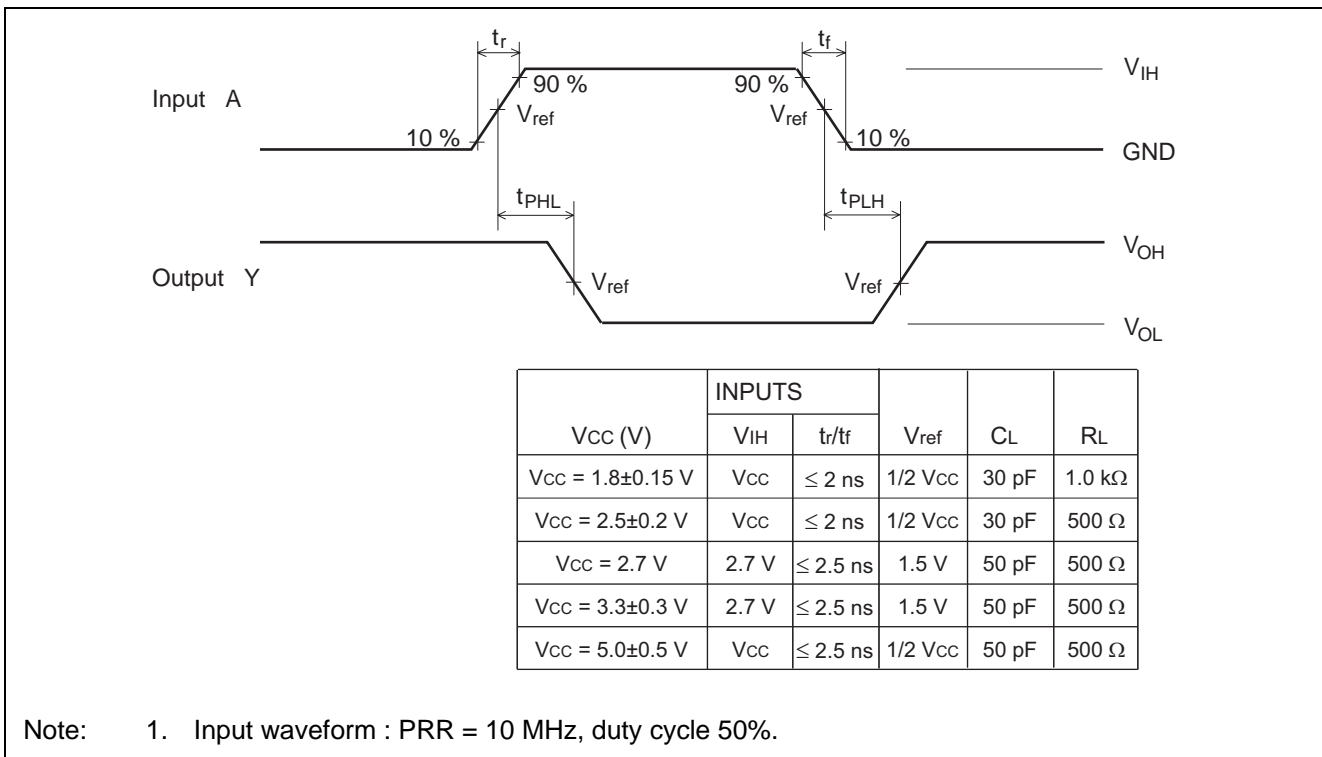 tr tf
90 % 90 % VIH
Input A
Vref Vref
10 % 10 %
GND
tPHL tPLH
VOH
Output Y
Vref Vref
VOL
INPUTS
VCC (V) VIH tr/tf Vref CL RL
VCC = 1.8±0.15 V VCC ≤ 2 ns 1/2 VCC 30 pF 1.0 kΩ
VCC = 2.5±0.2 V VCC ≤ 2 ns 1/2 VCC 30 pF 500 Ω
VCC = 2.7 V 2.7 V ≤ 2.5 ns 1.5 V 50 pF 500 Ω
VCC = 3.3±0.3 V 2.7 V ≤ 2.5 ns 1.5 V 50 pF 500 Ω
VCC = 5.0±0.5 V VCC ≤ 2.5 ns 1/2 VCC 50 pF 500 Ω
Note: 1. Input waveform : PRR = 10 MHz, duty cycle 50%.